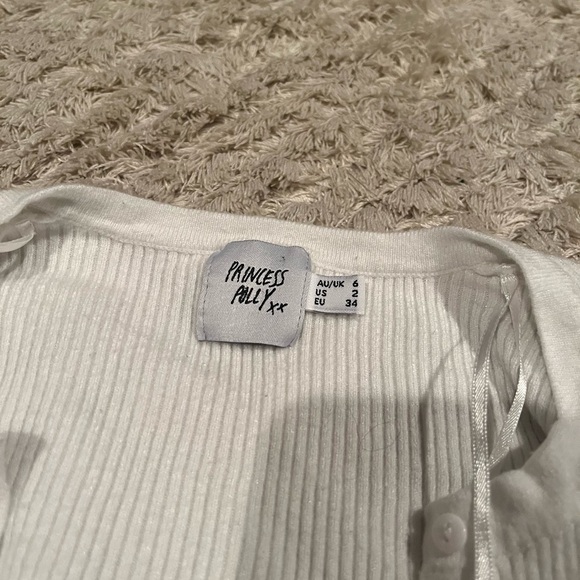 PRINCESS
POLLY xx
AU/UK 6
US 2
EU 34